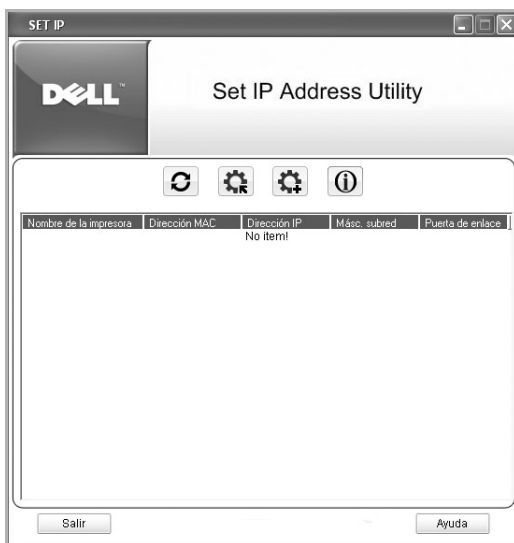 SET IP
DELL™
Set IP Address Utility
Nombre de la impresora Dirección MAC Dirección IP Másc. subred Puerta de enlace
No item!
Salir Ayuda